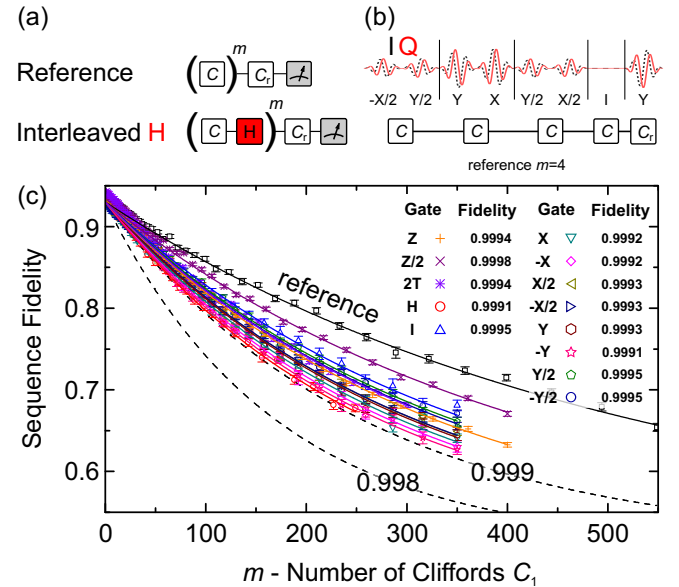 (a)
Reference
( C ) m Cr
Interleaved H
( C H ) m Cr
(b)
I Q
-X/2 Y/2 Y X Y/2 X/2 I Y
C C C C Cr
reference m=4
(c)
Sequence Fidelity
0.9
0.8
0.7
0.6
reference
0.999
0.998
Gate Fidelity
Z 0.9994
Z/2 0.9998
2T 0.9994
H 0.9991
I 0.9995
Gate Fidelity
X 0.9992
-X 0.9992
X/2 0.9993
-X/2 0.9993
Y 0.9993
-Y 0.9991
Y/2 0.9995
-Y/2 0.9995
0 100 200 300 400 500
m - Number of Cliffords C1